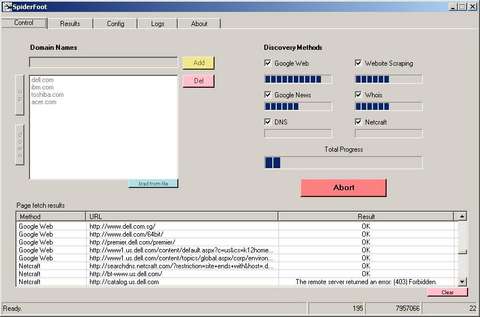 SpiderFoot
Control Results Config Logs About
Domain Names
Add
dell.com
ibm.com
toshiba.com
acer.com
Del
load from file
Discovery Methods
Google Web Website Scraping
Google News Whois
DNS Netcraft
Total Progress
Abort
Page fetch results
Method URL Result
Google Web http://www.dell.com.sg/ OK
Google Web http://www.dell.com/64bit/ OK
Google Web http://premier.dell.com/premier/ OK
Google Web http://www1.us.dell.com/content/default.aspx?c=us&cs=k12home... OK
Google Web http://www1.us.dell.com/content/topics/global.aspx/corp/environ... OK
Netcraft http://searchdns.netcraft.com/?restriction=site+ends+with&host=.d... OK
Netcraft http://bt-www.us.dell.com/ OK
Netcraft http://catalog.us.dell.com The remote server returned an error: (403) Forbidden.
Clear
Ready. 195 7957066 22